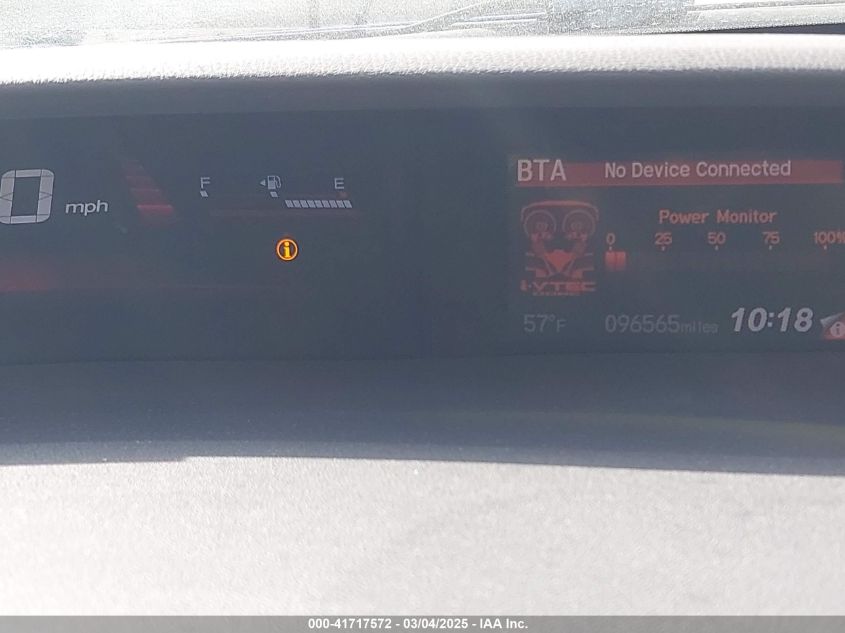 0 mph
F E
BTA No Device Connected
Power Monitor
0 25 50 75 100%
i-VTEC
57°F 096565miles 10:18
000-41717572 - 03/04/2025 - IAA Inc.